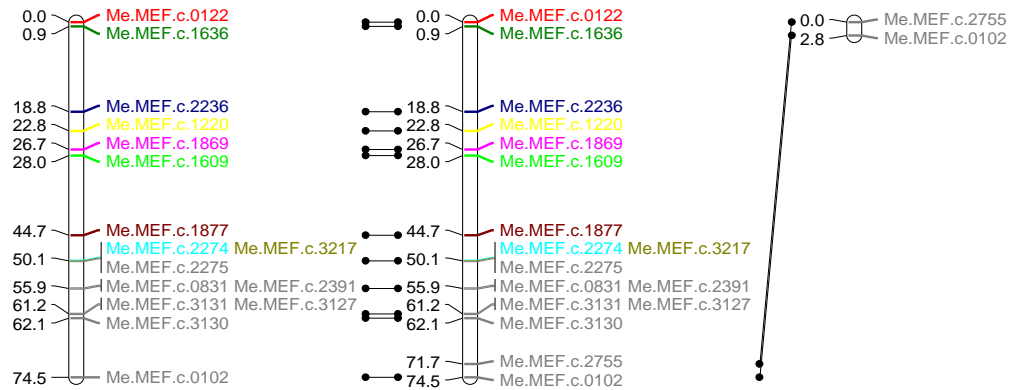 0.0 Me.MEF.c.0122
0.9 Me.MEF.c.1636
18.8 Me.MEF.c.2236
22.8 Me.MEF.c.1220
26.7 Me.MEF.c.1869
28.0 Me.MEF.c.1609
44.7 Me.MEF.c.1877
Me.MEF.c.2274 Me.MEF.c.3217
50.1 Me.MEF.c.2275
55.9 Me.MEF.c.0831 Me.MEF.c.2391
61.2 Me.MEF.c.3131 Me.MEF.c.3127
62.1 Me.MEF.c.3130
74.5 Me.MEF.c.0102
0.0 Me.MEF.c.0122
0.9 Me.MEF.c.1636
18.8 Me.MEF.c.2236
22.8 Me.MEF.c.1220
26.7 Me.MEF.c.1869
28.0 Me.MEF.c.1609
44.7 Me.MEF.c.1877
Me.MEF.c.2274 Me.MEF.c.3217
50.1 Me.MEF.c.2275
55.9 Me.MEF.c.0831 Me.MEF.c.2391
61.2 Me.MEF.c.3131 Me.MEF.c.3127
62.1 Me.MEF.c.3130
71.7 Me.MEF.c.2755
74.5 Me.MEF.c.0102
0.0 Me.MEF.c.2755
2.8 Me.MEF.c.0102